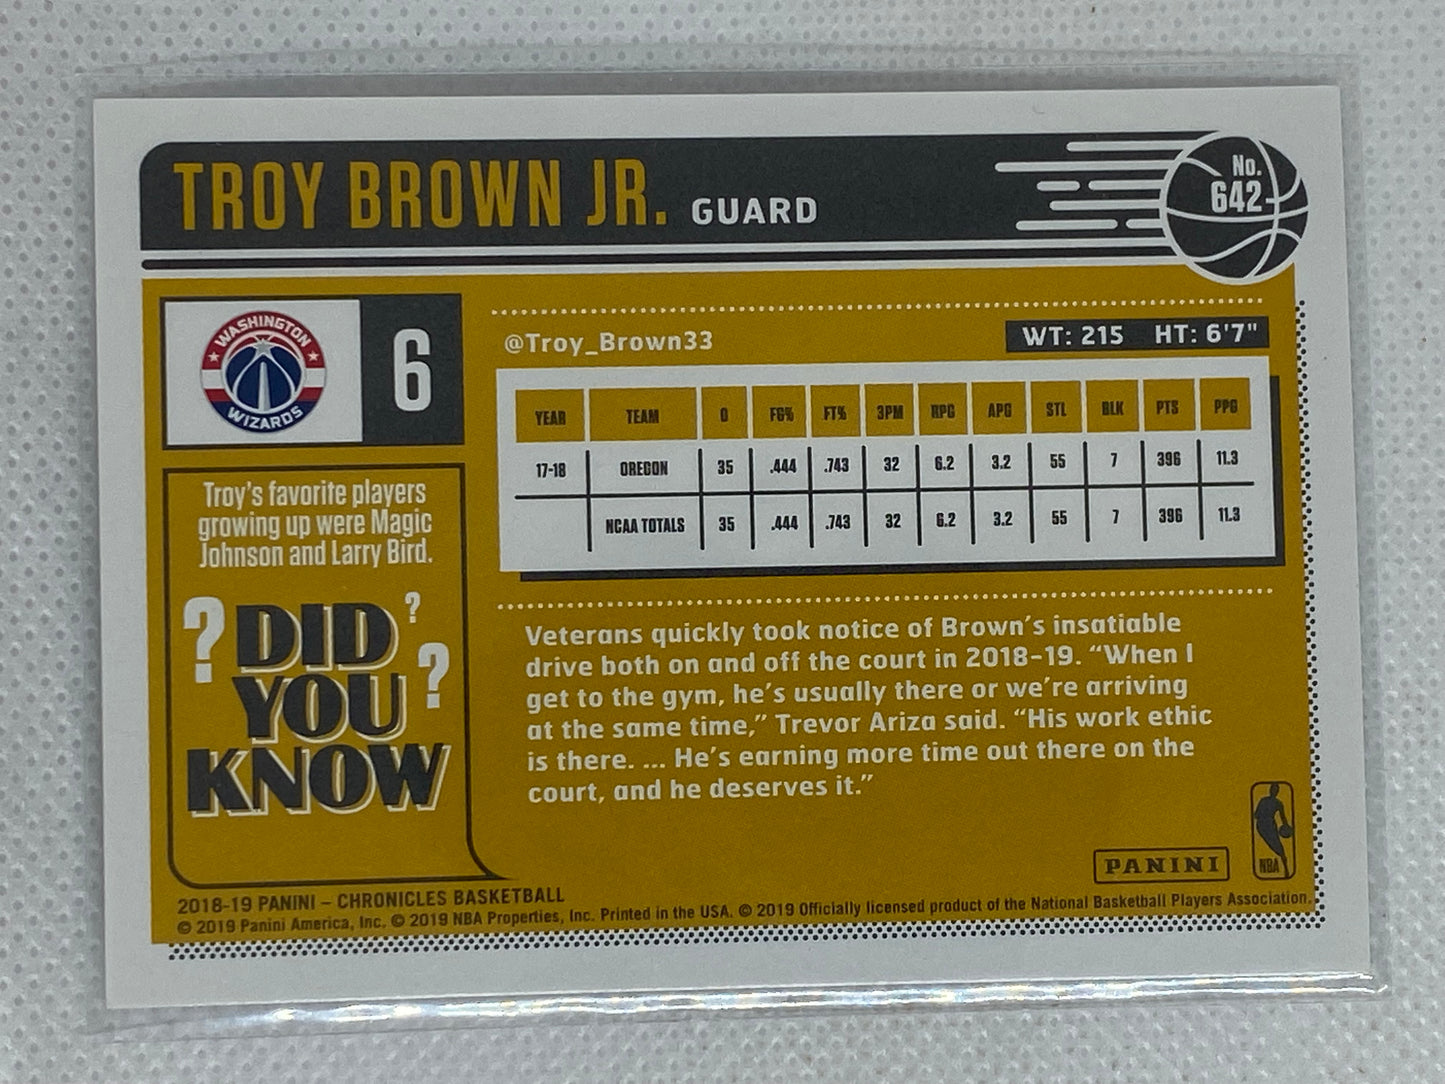 TROY BROWN JR. GUARD
No.
642
WASHINGTON
WIZARDS
6
@Troy_Brown33
WT: 215 HT: 6'7"
YEAR TEAM G FG% FT% 3PM RPG APG STL BLK PTS PPG
17-18 OREGON 35 .444 .743 32 6.2 3.2 55 7 396 11.3
NCAA TOTALS 35 .444 .743 32 6.2 3.2 55 7 396 11.3
Troy's favorite players
growing up were Magic
Johnson and Larry Bird.
? DID ?
YOU ?
KNOW
Veterans quickly took notice of Brown's insatiable
drive both on and off the court in 2018-19. “When I
get to the gym, he's usually there or we're arriving
at the same time,” Trevor Ariza said. “His work ethic
is there. ... He's earning more time out there on the
court, and he deserves it.”
PANINI
NBA
2018-19 PANINI – CHRONICLES BASKETBALL
© 2019 Panini America, Inc. © 2019 NBA Properties, Inc. Printed in the USA. © 2019 Officially licensed product of the National Basketball Players Association.